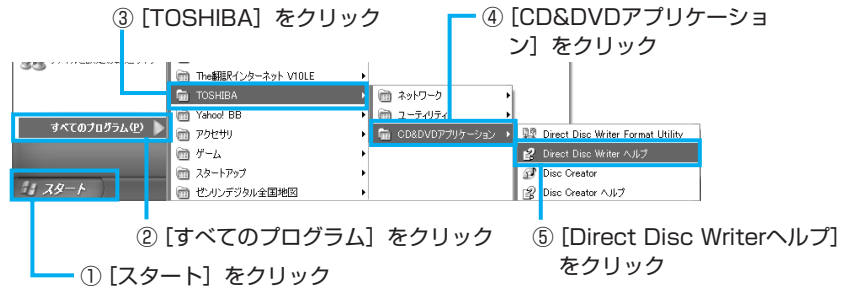 ③ [TOSHIBA] をクリック
④ [CD&DVDアプリケーショ
ン] をクリック
The翻訳インターネット V10LE
TOSHIBA
Yahoo! BB
アクセサリ
ゲーム
スタートアップ
ゼンリンデジタル全国地図
ネットワーク
ユーティリティ
CD&DVDアプリケーション
Direct Disc Writer Format Utility
Direct Disc Writer ヘルプ
Disc Creator
Disc Creator ヘルプ
すべてのプログラム(P)
スタート
② [すべてのプログラム] をクリック
⑤ [Direct Disc Writerヘルプ]
をクリック
① [スタート] をクリック